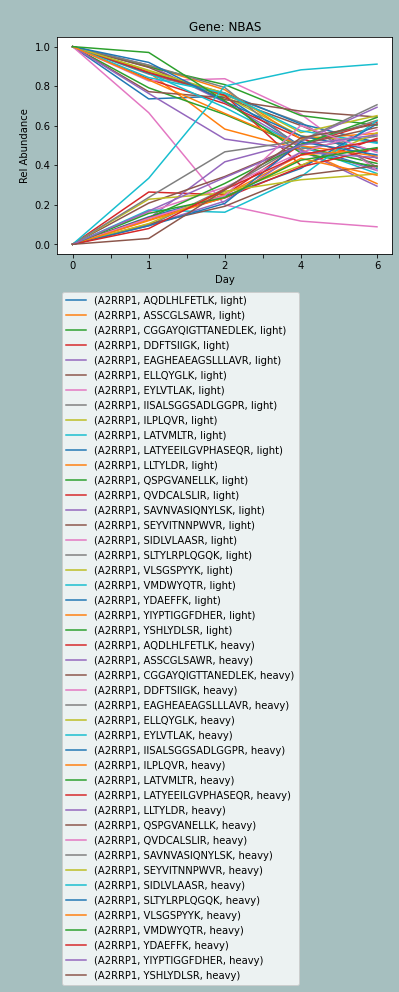 Gene: NBAS
1.0
0.8
0.6
0.4
0.2
0.0
Rel Abundance
0
1
2
4
6
Day
(A2RRP1, AQDLHLFETLK, light)
(A2RRP1, ASSCGLSAWR, light)
(A2RRP1, CGGAYQIGTTANEDLEK, light)
(A2RRP1, DDFTSIIGK, light)
(A2RRP1, EAGHEAEAGSLLLAVR, light)
(A2RRP1, ELLQYGLK, light)
(A2RRP1, EYLVTLAK, light)
(A2RRP1, IISALSGGSADLGGPR, light)
(A2RRP1, ILPLQVR, light)
(A2RRP1, LATVMLTR, light)
(A2RRP1, LATYEEILGVPHASEQR, light)
(A2RRP1, LLTYLDR, light)
(A2RRP1, QSPGVANELLK, light)
(A2RRP1, QVDCALSLIR, light)
(A2RRP1, SAVNVASIQNYLSK, light)
(A2RRP1, SEYVITNNPWVR, light)
(A2RRP1, SIDLVLAASR, light)
(A2RRP1, SLTYLRPLQGQK, light)
(A2RRP1, VLSGSPYYK, light)
(A2RRP1, VMDWYQTR, light)
(A2RRP1, YDAEFFK, light)
(A2RRP1, YIYPTIGGFDHER, light)
(A2RRP1, YSHLYDLSR, light)
(A2RRP1, AQDLHLFETLK, heavy)
(A2RRP1, ASSCGLSAWR, heavy)
(A2RRP1, CGGAYQIGTTANEDLEK, heavy)
(A2RRP1, DDFTSIIGK, heavy)
(A2RRP1, EAGHEAEAGSLLLAVR, heavy)
(A2RRP1, ELLQYGLK, heavy)
(A2RRP1, EYLVTLAK, heavy)
(A2RRP1, IISALSGGSADLGGPR, heavy)
(A2RRP1, ILPLQVR, heavy)
(A2RRP1, LATVMLTR, heavy)
(A2RRP1, LATYEEILGVPHASEQR, heavy)
(A2RRP1, LLTYLDR, heavy)
(A2RRP1, QSPGVANELLK, heavy)
(A2RRP1, QVDCALSLIR, heavy)
(A2RRP1, SAVNVASIQNYLSK, heavy)
(A2RRP1, SEYVITNNPWVR, heavy)
(A2RRP1, SIDLVLAASR, heavy)
(A2RRP1, SLTYLRPLQGQK, heavy)
(A2RRP1, VLSGSPYYK, heavy)
(A2RRP1, VMDWYQTR, heavy)
(A2RRP1, YDAEFFK, heavy)
(A2RRP1, YIYPTIGGFDHER, heavy)
(A2RRP1, YSHLYDLSR, heavy)